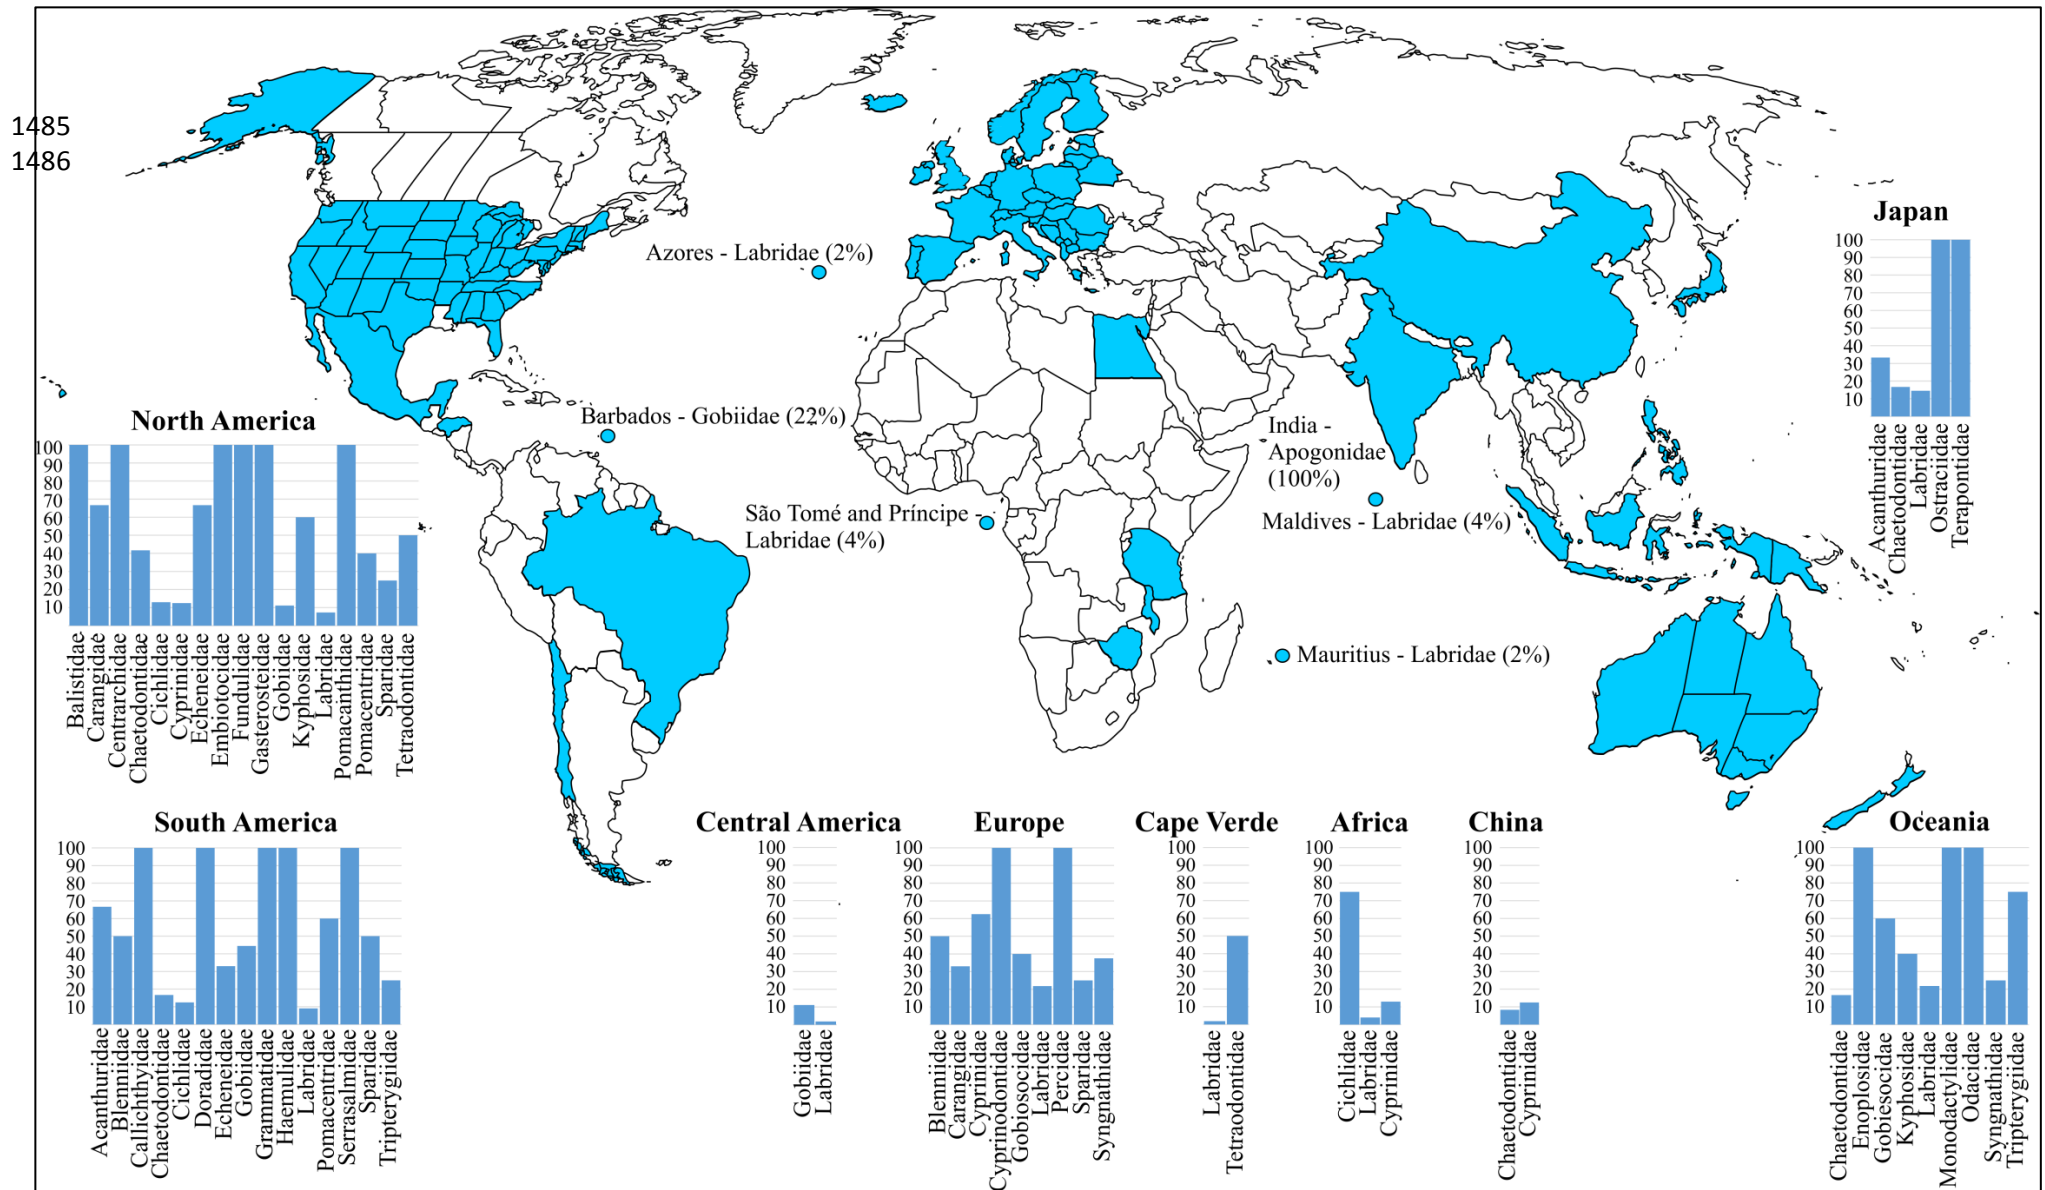 1485
1486
Azores - Labridae (2%)
Barbados - Gobiidae (22%)
São Tomé and Príncipe -
Labridae (4%)
India -
Apogonidae
(100%)
Maldives - Labridae (4%)
Mauritius - Labridae (2%)
Japan
100
90
80
70
60
50
40
30
20
10
Acanthuridae
Chaetodontidae
Labridae
Ostraciidae
Terapontidae
North America
100
90
80
70
60
50
40
30
20
10
Balistidae
Carangidae
Centrarchidae
Chaetodontidae
Cichlidae
Cyprinidae
Echeneidae
Embiotocidae
Fundulidae
Gasterosteidae
Gobiidae
Kyphosidae
Labridae
Pomacanthidae
Pomacentridae
Sparidae
Tetraodontidae
South America
100
90
80
70
60
50
40
30
20
10
Acanthuridae
Blenniidae
Callichthyidae
Chaetodontidae
Cichlidae
Doradidae
Echeneidae
Gobiidae
Grammatidae
Haemulidae
Labridae
Pomacentridae
Serrasalmidae
Sparidae
Tripterygiidae
Central America
100
90
80
70
60
50
40
30
20
10
Gobiidae
Labridae
Europe
100
90
80
70
60
50
40
30
20
10
Blenniidae
Carangidae
Cyprinidae
Cyprinodontidae
Gobiosocidae
Labridae
Percidae
Sparidae
Syngnathidae
Cape Verde
100
90
80
70
60
50
40
30
20
10
Labridae
Tetraodontidae
Africa
100
90
80
70
60
50
40
30
20
10
Cichlidae
Labridae
Cyprinidae
China
100
90
80
70
60
50
40
30
20
10
Chaetodontidae
Cyprinidae
Oceania
100
90
80
70
60
50
40
30
20
10
Chaetodontidae
Enoplosidae
Gobiesocidae
Kyphosidae
Labridae
Monodactylidae
Odacidae
Syngnathidae
Tripterygiidae